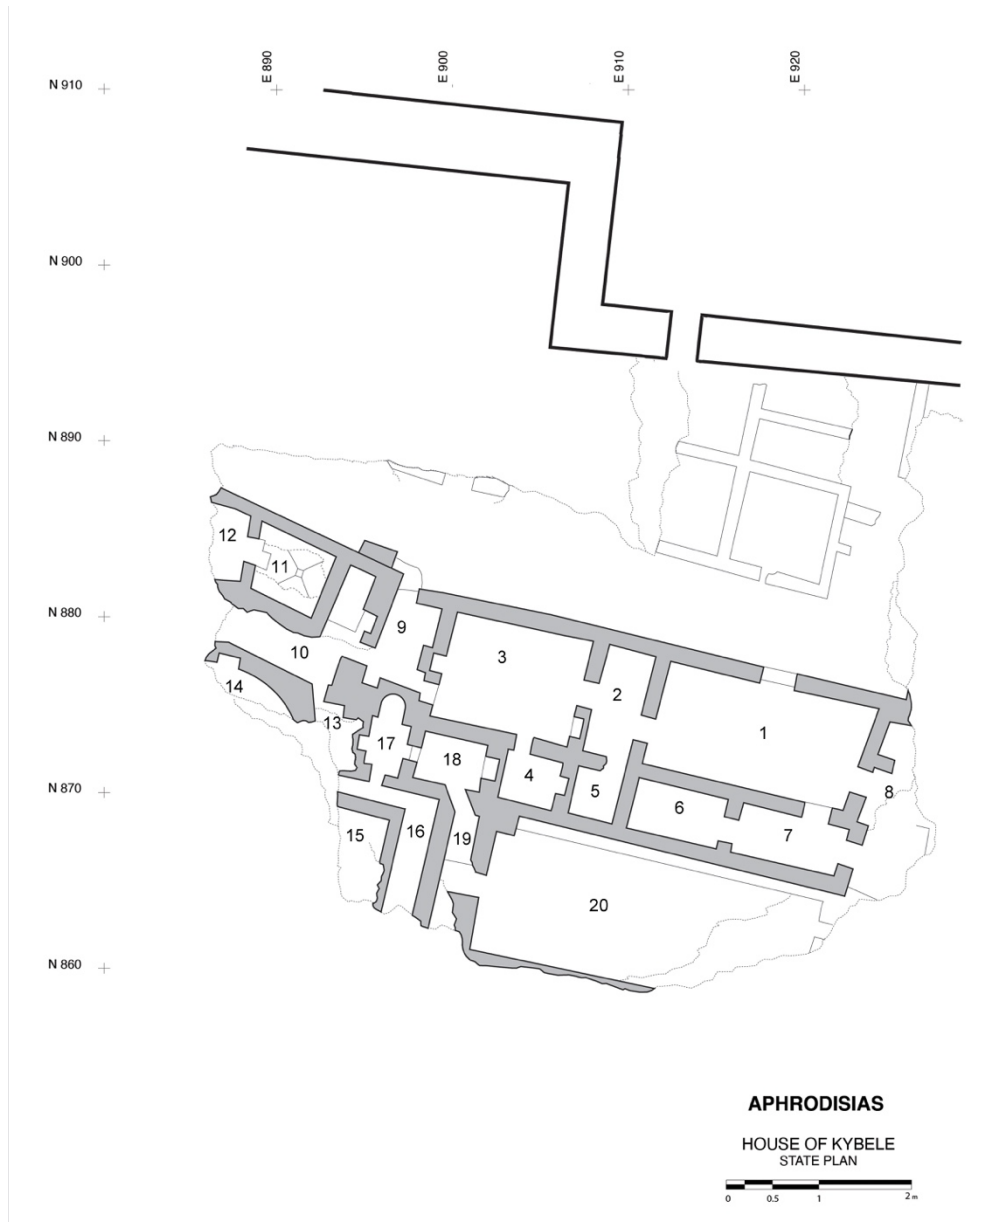 E 890
E 900
E 910
E 920
N 910
N 900
N 890
N 880
N 870
N 860
12
11
9
10
3
2
14
13
1
17
18
4
5
8
6
7
15
16
19
20
APHRODISIAS
HOUSE OF KYBELE
STATE PLAN
0 0.5 1 2 m